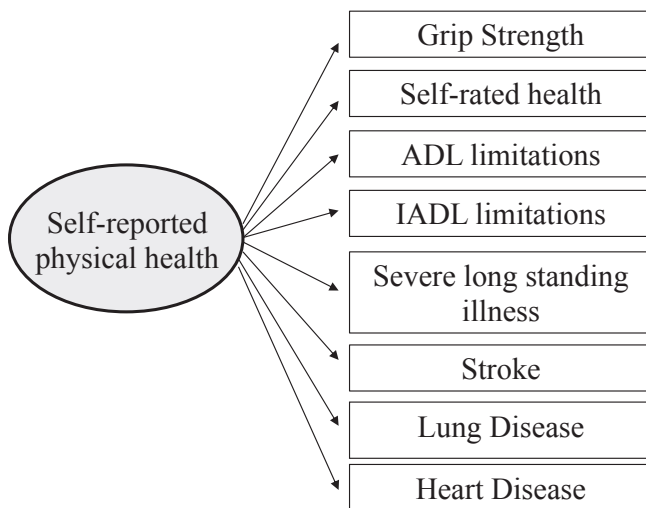 Grip Strength
Self-rated health
ADL limitations
Self-reported
physical health
IADL limitations
Severe long standing
illness
Stroke
Lung Disease
Heart Disease